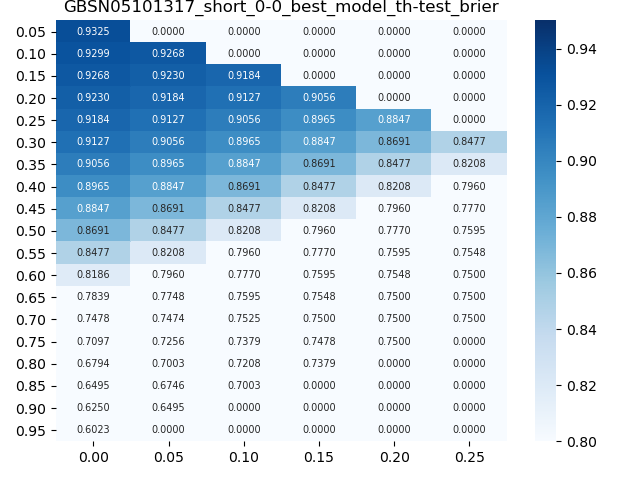 GBSN05101317_short_0-0_best_model_th-test_brier
0.05 0.9325 0.0000 0.0000 0.0000 0.0000 0.0000
0.10 0.9299 0.9268 0.0000 0.0000 0.0000 0.0000
0.15 0.9268 0.9230 0.9184 0.0000 0.0000 0.0000
0.20 0.9230 0.9184 0.9127 0.9056 0.0000 0.0000
0.25 0.9184 0.9127 0.9056 0.8965 0.8847 0.0000
0.30 0.9127 0.9056 0.8965 0.8847 0.8691 0.8477
0.35 0.9056 0.8965 0.8847 0.8691 0.8477 0.8208
0.40 0.8965 0.8847 0.8691 0.8477 0.8208 0.7960
0.45 0.8847 0.8691 0.8477 0.8208 0.7960 0.7770
0.50 0.8691 0.8477 0.8208 0.7960 0.7770 0.7595
0.55 0.8477 0.8208 0.7960 0.7770 0.7595 0.7548
0.60 0.8186 0.7960 0.7770 0.7595 0.7548 0.7500
0.65 0.7839 0.7748 0.7595 0.7548 0.7500 0.7500
0.70 0.7478 0.7474 0.7525 0.7500 0.7500 0.7500
0.75 0.7097 0.7256 0.7379 0.7478 0.7500 0.0000
0.80 0.6794 0.7003 0.7208 0.7379 0.0000 0.0000
0.85 0.6495 0.6746 0.7003 0.0000 0.0000 0.0000
0.90 0.6250 0.6495 0.0000 0.0000 0.0000 0.0000
0.95 0.6023 0.0000 0.0000 0.0000 0.0000 0.0000
0.00 0.05 0.10 0.15 0.20 0.25
0.94
0.92
0.90
0.88
0.86
0.84
0.82
0.80